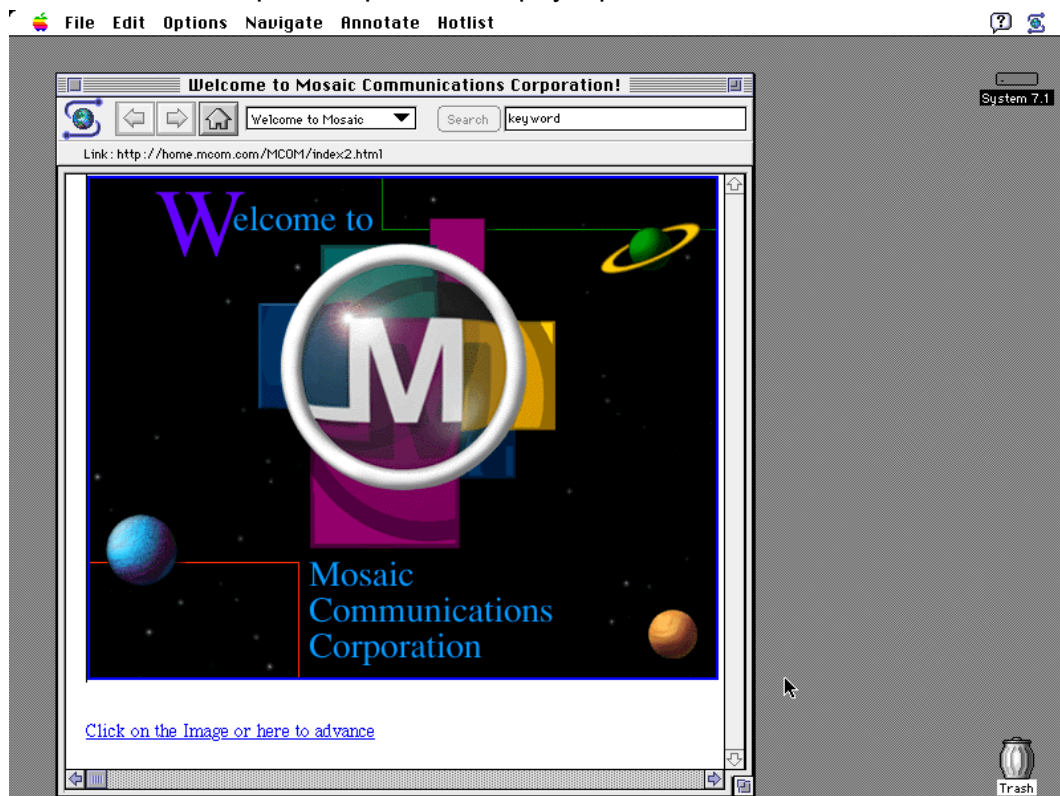 File Edit Options Navigate Annotate Hotlist
Welcome to Mosaic Communications Corporation!
System 7.1
Welcome to Mosaic
Search
keyword
Link: http://home.mcom.com/MCOM/index2.html
Welcome to
M
Mosaic
Communications
Corporation
Click on the Image or here to advance
Trash